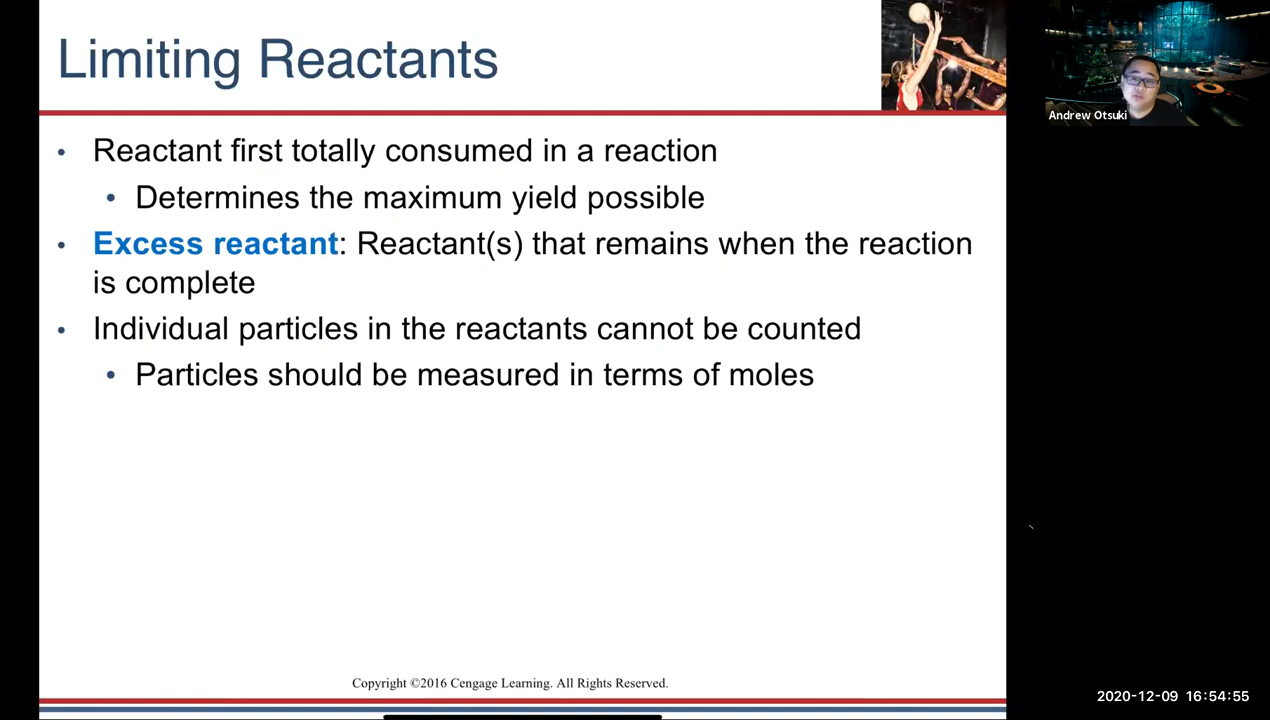 Limiting Reactants
• Reactant first totally consumed in a reaction
• Determines the maximum yield possible
• Excess reactant: Reactant(s) that remains when the reaction
is complete
• Individual particles in the reactants cannot be counted
• Particles should be measured in terms of moles
Copyright ©2016 Cengage Learning. All Rights Reserved.
Andrew Otsuki
2020-12-09 16:54:55